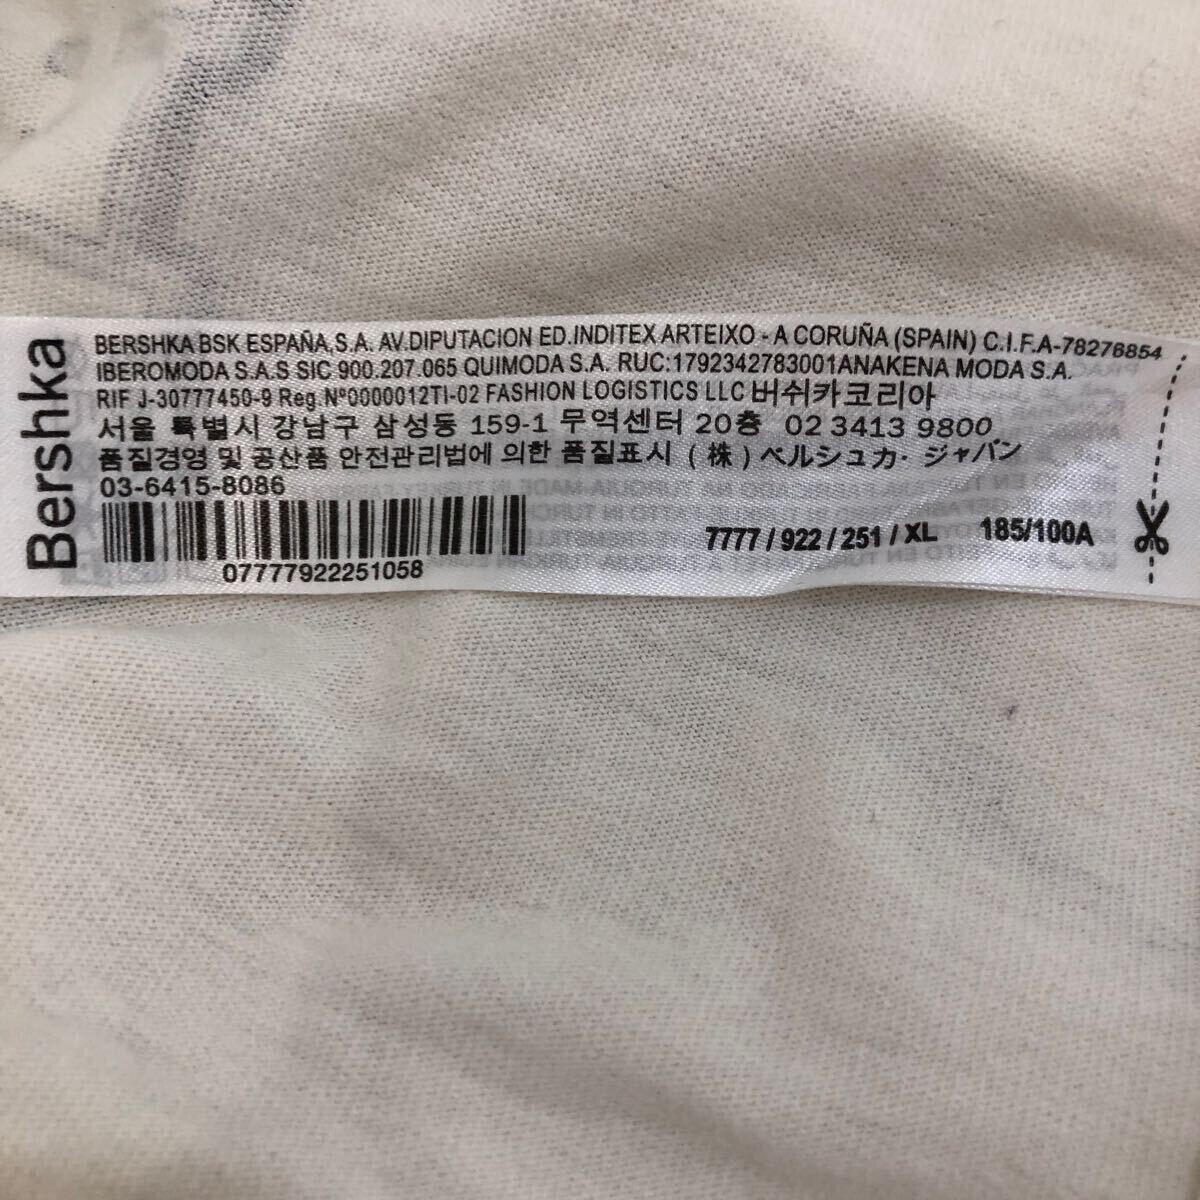 Bershka
BERSHKA BSK ESPAÑA,S.A. AV.DIPUTACION ED.INDITEX ARTEIXO - A CORUÑA (SPAIN) C.I.F.A-78276854
IBEROMODA S.A.S SIC 900.207.065 QUIMODA S.A. RUC:1792342783001ANAKENA MODA S.A.
RIF J-30777450-9 Reg.Nº0000012TI-02 FASHION LOGISTICS LLC 버쉬카코리아
서울 특별시 강남구 삼성동 159-1 무역센터 20층 02 3413 9800
품질경영 및 공산품 안전관리법에 의한 품질표시 (株)ベルシュカ・ジャパン
03-6415-8086
07777922251058
7777 / 922 / 251 / XL 185/100A